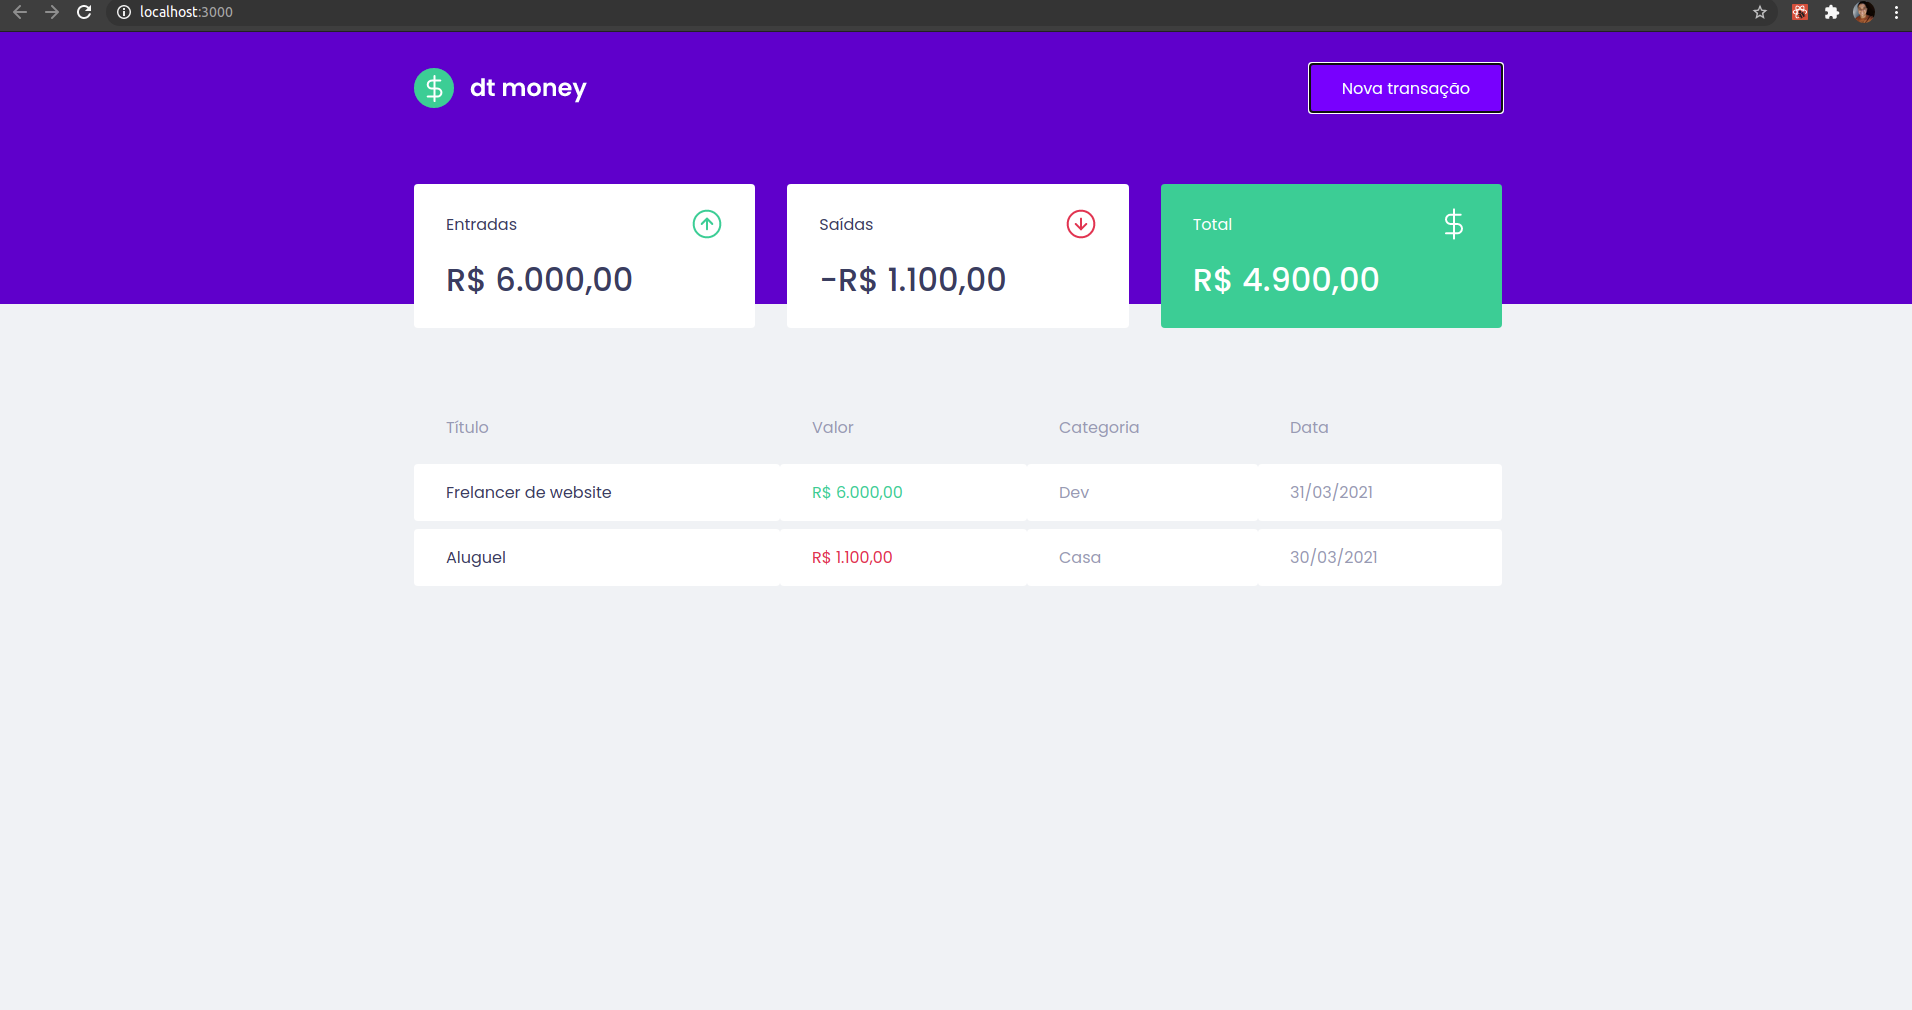 localhost:3000
dt money
Nova transação
Entradas
R$ 6.000,00
Saídas
-R$ 1.100,00
Total
R$ 4.900,00
Título Valor Categoria Data
Frelancer de website R$ 6.000,00 Dev 31/03/2021
Aluguel R$ 1.100,00 Casa 30/03/2021